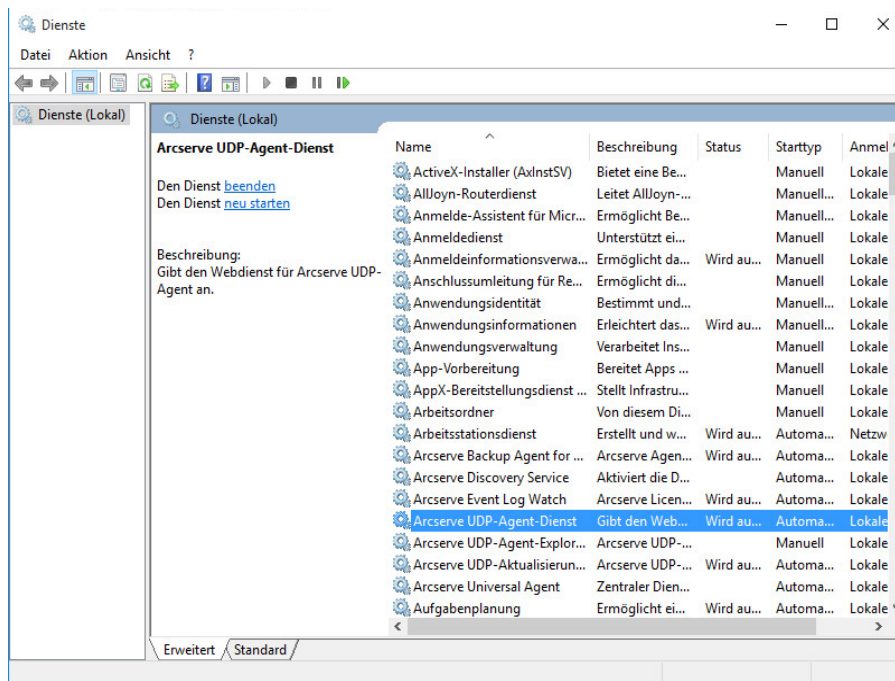 Dienste
Datei Aktion Ansicht ?
Dienste (Lokal)
Dienste (Lokal)
Arcserve UDP-Agent-Dienst
Den Dienst beenden
Den Dienst neu starten
Beschreibung:
Gibt den Webdienst für Arcserve UDP-
Agent an.
Name Beschreibung Status Starttyp Anmel
ActiveX-Installer (AxInstSV) Bietet eine Be... Manuell Lokale
AllJoyn-Routerdienst Leitet AllJoyn-... Manuell... Lokale
Anmelde-Assistent für Micr... Ermöglicht Be... Manuell... Lokale
Anmeldedienst Unterstützt ei... Manuell Lokale
Anmeldeinformationsverwa... Ermöglicht da... Wird au... Manuell Lokale
Anschlussumleitung für Re... Ermöglicht di... Manuell Lokale
Anwendungsidentität Bestimmt und... Manuell... Lokale
Anwendungsinformationen Erleichtert das... Wird au... Manuell... Lokale
Anwendungsverwaltung Verarbeitet Ins... Manuell Lokale
App-Vorbereitung Bereitet Apps ... Manuell Lokale
AppX-Bereitstellungsdienst ... Stellt Infrastru... Manuell Lokale
Arbeitsordner Von diesem Di... Manuell Lokale
Arbeitsstationsdienst Erstellt und w... Wird au... Automa... Netzw
Arcserve Backup Agent for ... Arcserve Agen... Wird au... Automa... Lokale
Arcserve Discovery Service Aktiviert die D... Automa... Lokale
Arcserve Event Log Watch Arcserve Licen... Wird au... Automa... Lokale
Arcserve UDP-Agent-Dienst Gibt den Web... Wird au... Automa... Lokale
Arcserve UDP-Agent-Explor... Arcserve UDP-... Manuell Lokale
Arcserve UDP-Aktualisierun... Arcserve UDP-... Wird au... Automa... Lokale
Arcserve Universal Agent Zentraler Dien... Automa... Lokale
Aufgabenplanung Ermöglicht ei... Wird au... Automa... Lokale
Erweitert Standard